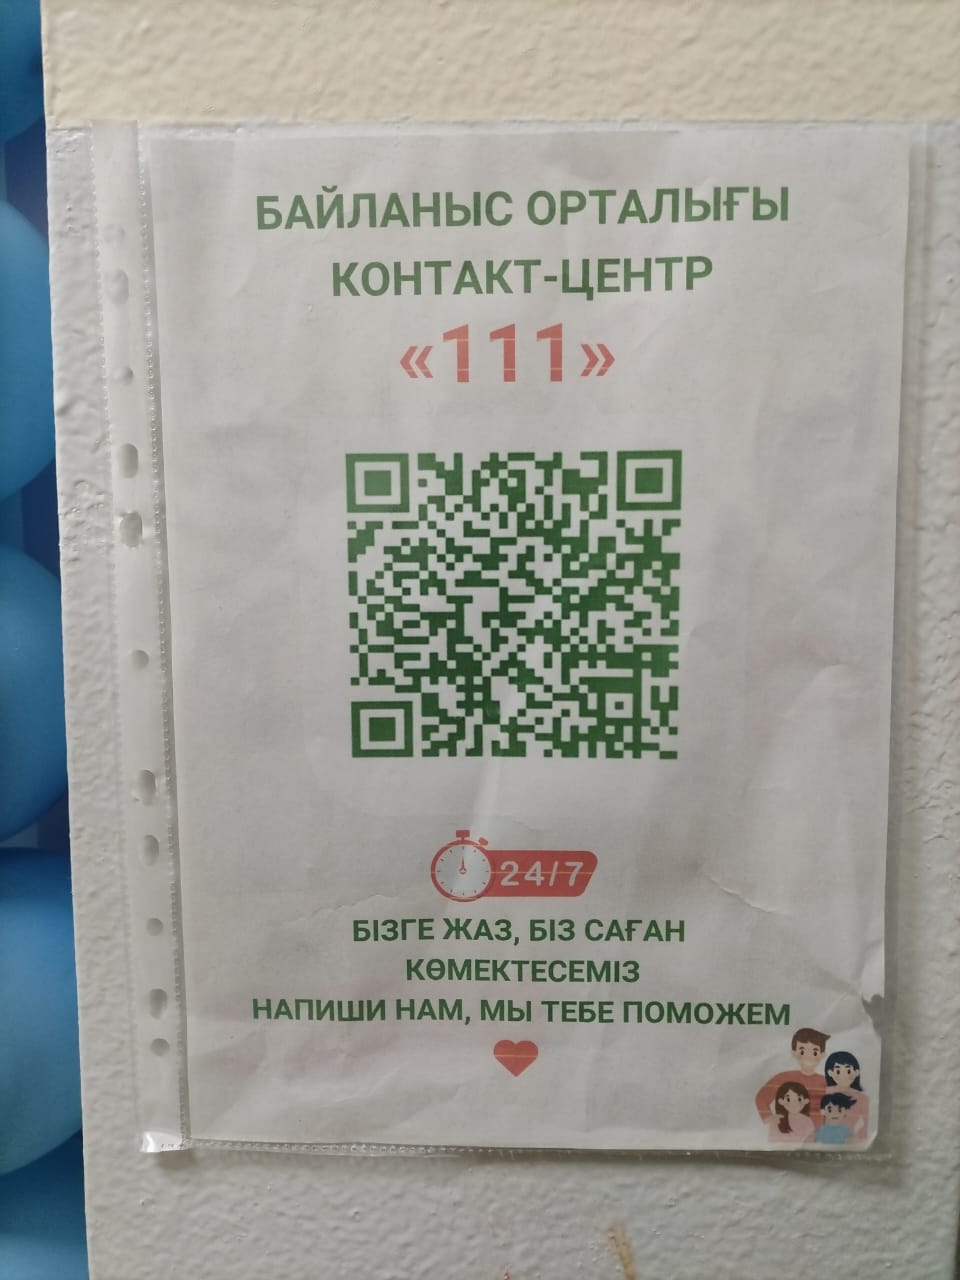 БАЙЛАНЫС ОРТАЛЫҒЫ
КОНТАКТ-ЦЕНТР
«111»
24/7
БІЗГЕ ЖАЗ, БІЗ САҒАН
КӨМЕКТЕСЕМІЗ
НАПИШИ НАМ, МЫ ТЕБЕ ПОМОЖЕМ